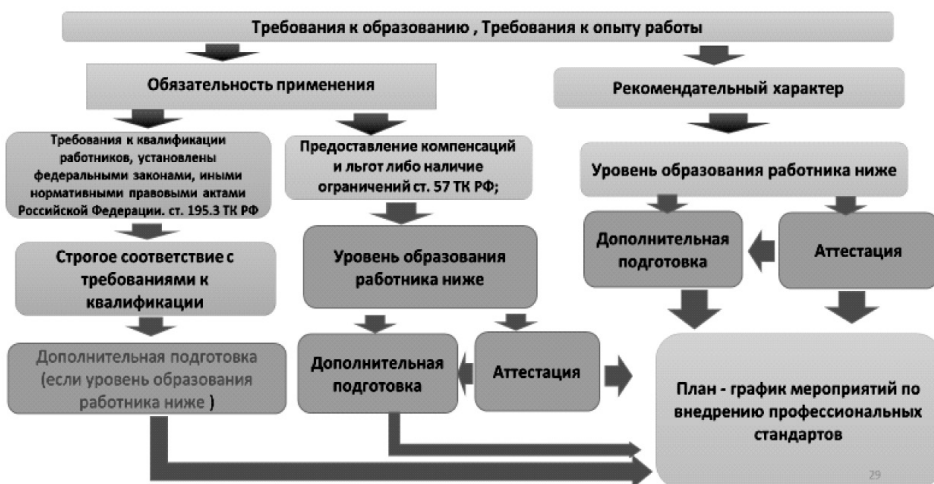 Требования к образованию , Требования к опыту работы
Обязательность применения
Рекомендательный характер
Требования к квалификации
работников, установлены
федеральными законами, иными
нормативными правовыми актами
Российской Федерации. ст. 195.3 ТК РФ
Предоставление компенсаций
и льгот либо наличие
ограничений ст. 57 ТК РФ;
Уровень образования работника ниже
Строгое соответствие с
требованиями к
квалификации
Уровень образования
работника ниже
Дополнительная
подготовка
Аттестация
Дополнительная подготовка
(если уровень образования
работника ниже )
Дополнительная
подготовка
Аттестация
План - график мероприятий по
внедрению профессиональных
стандартов
29